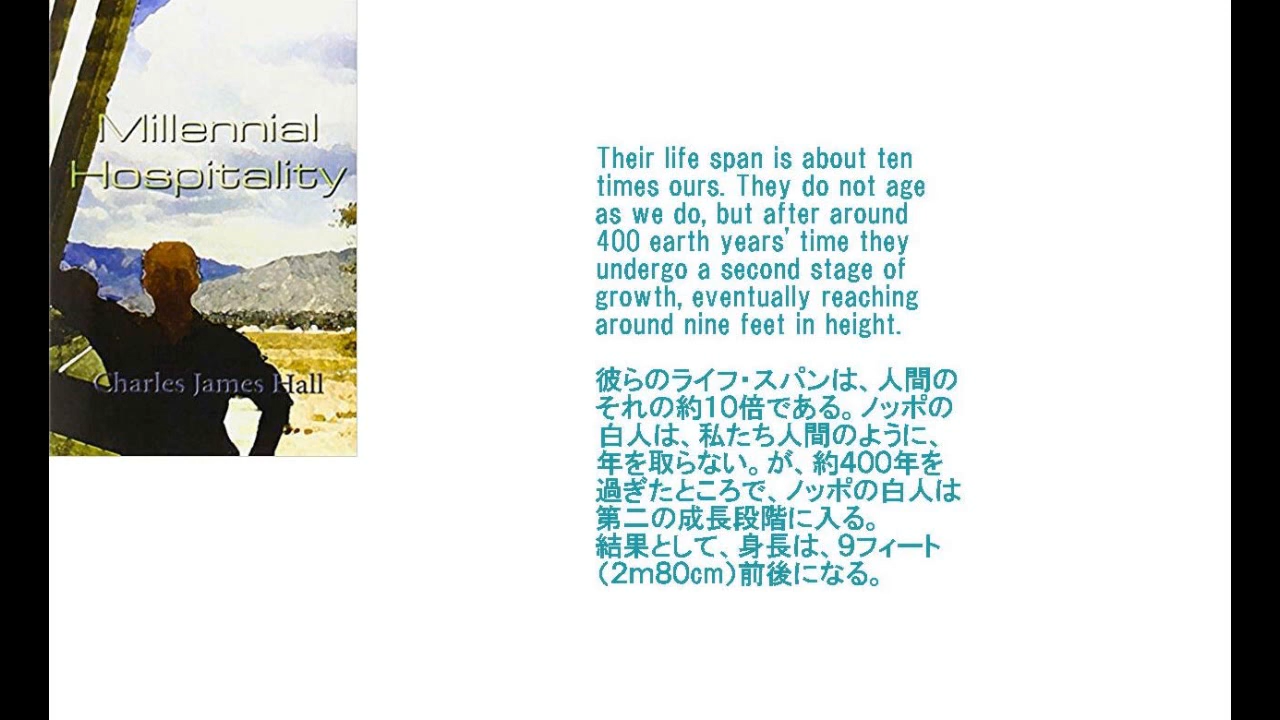 Millennial
Hospitality
Charles James Hall
Their life span is about ten
times ours. They do not age
as we do, but after around
400 earth years' time they
undergo a second stage of
growth, eventually reaching
around nine feet in height.
彼らのライフ・スパンは、人間の
それの約10倍である。ノッポの
白人は、私たち人間のように、
年を取らない。が、約400年を
過ぎたところで、ノッポの白人は
第二の成長段階に入る。
結果として、身長は、9フィート
（2m80cm）前後になる。